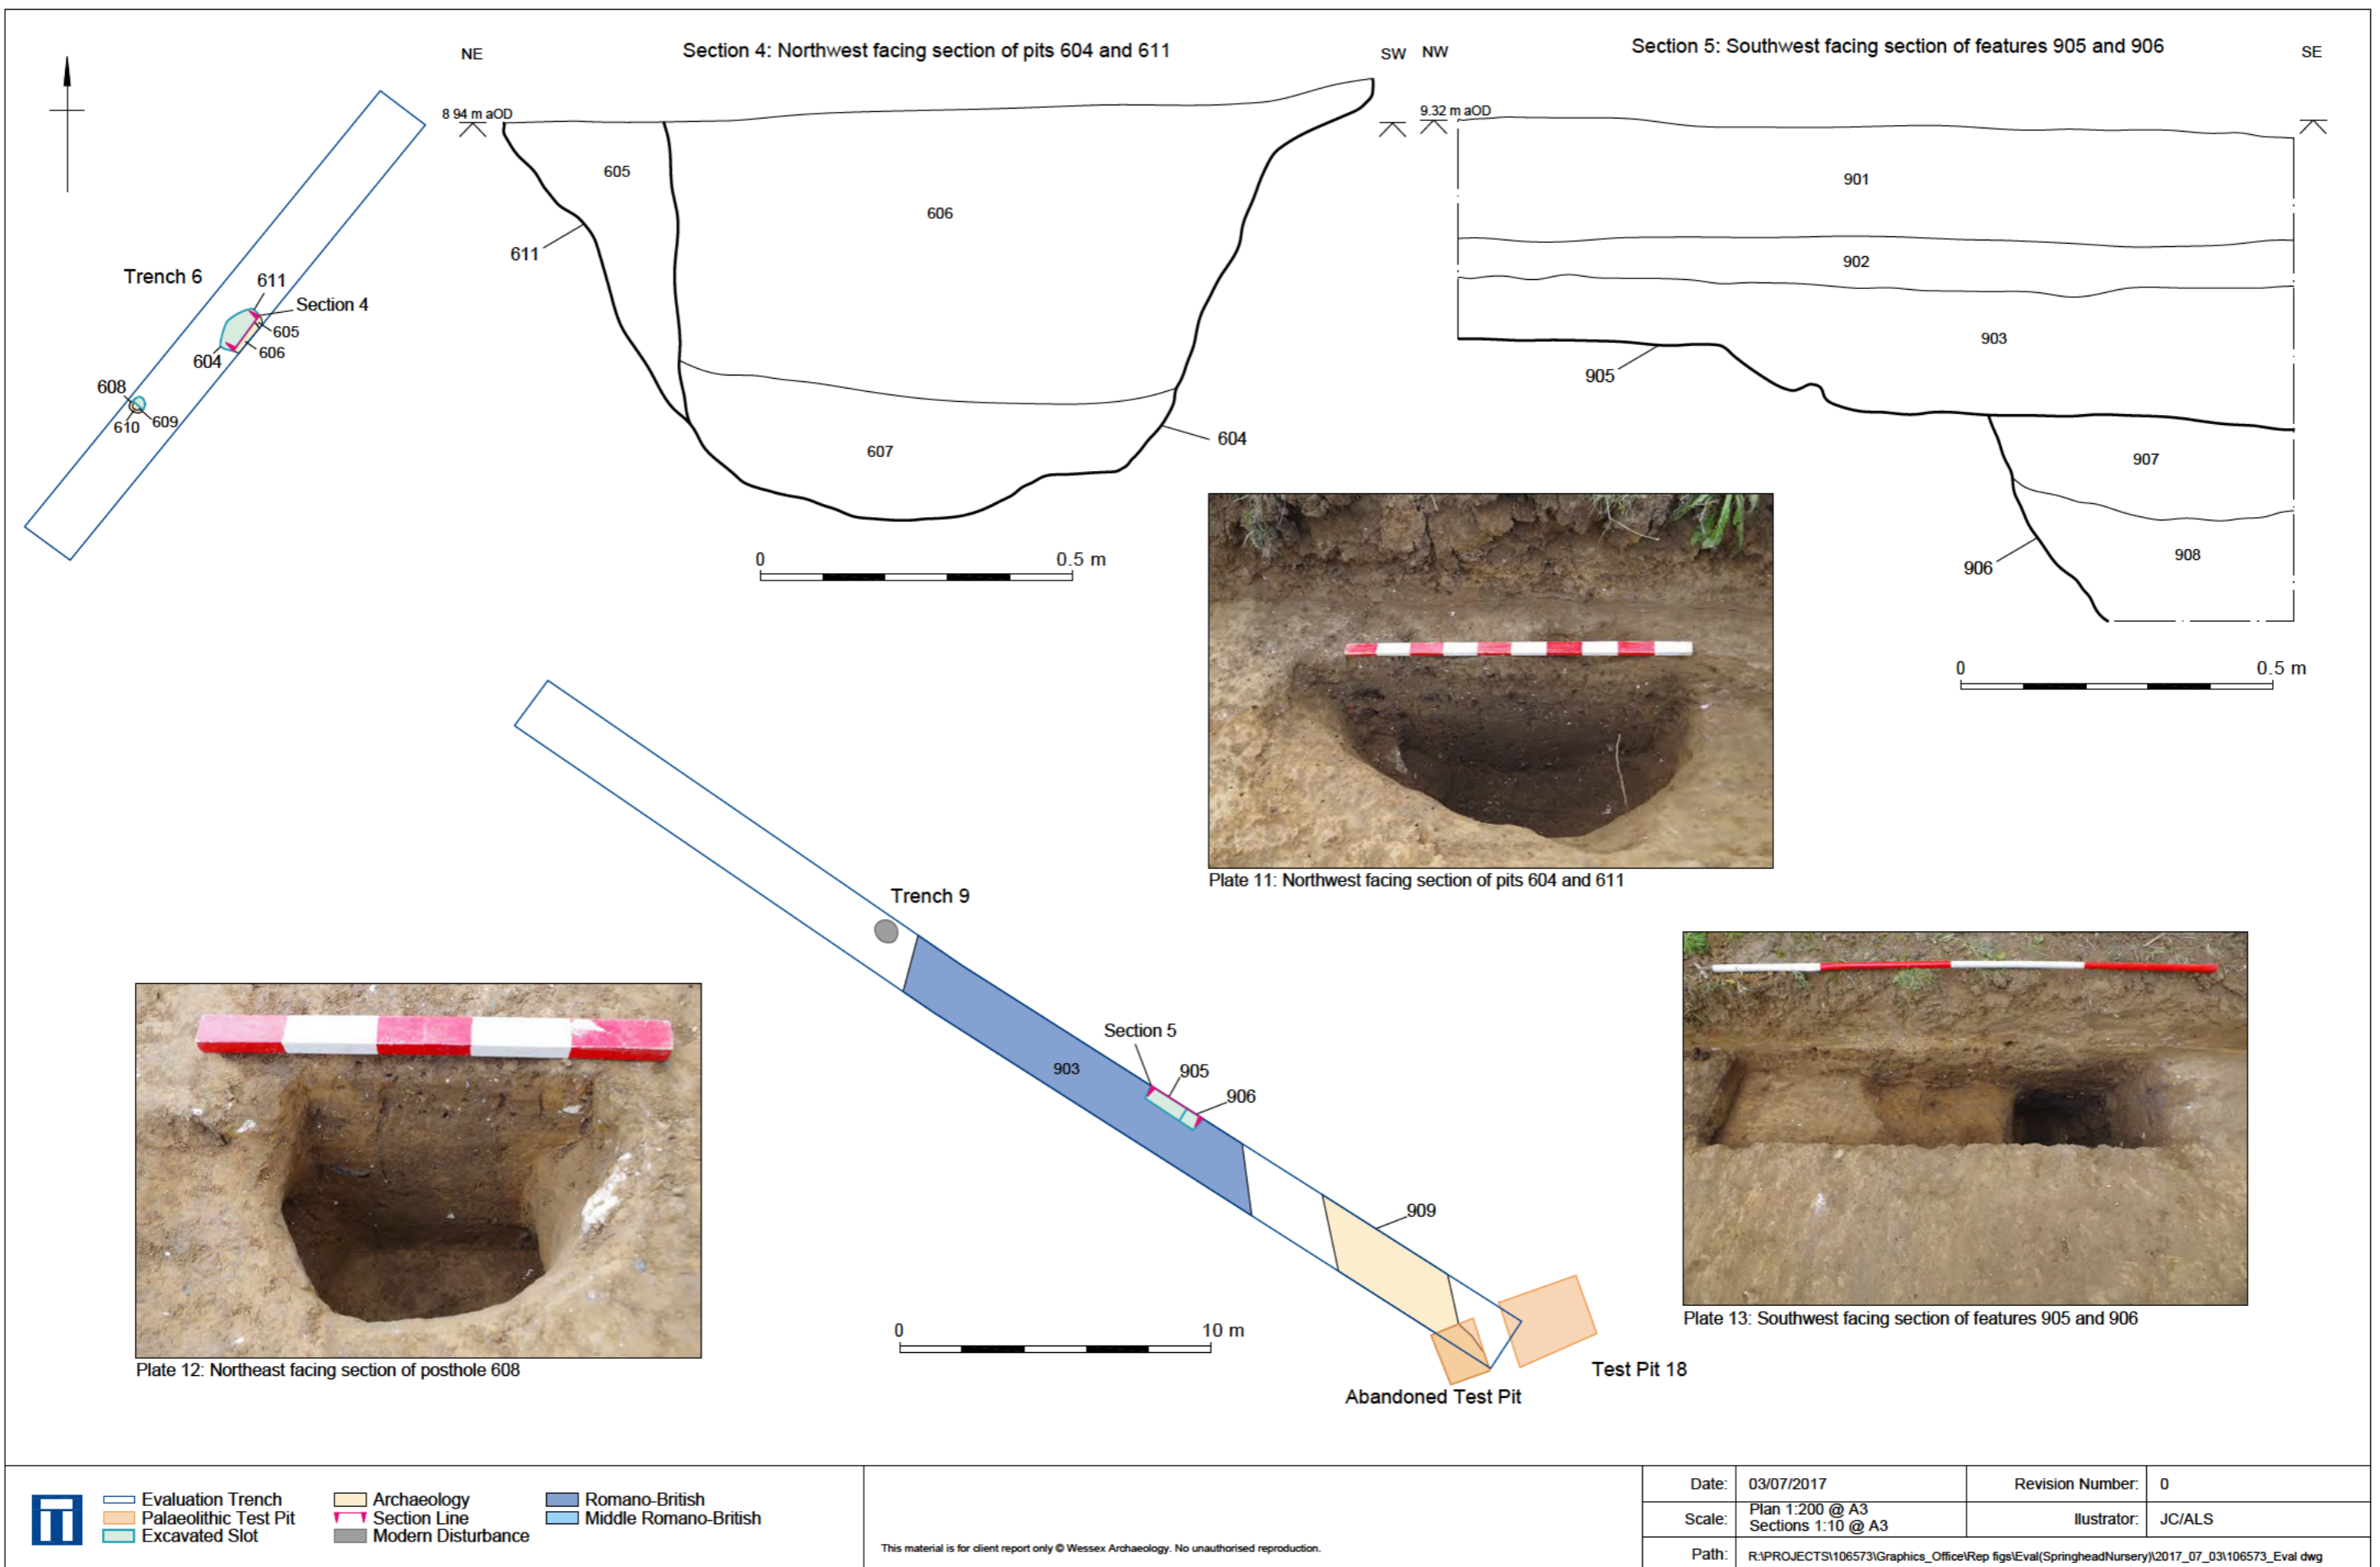 NE
Section 4: Northwest facing section of pits 604 and 611
SW
NW
Section 5: Southwest facing section of features 905 and 906
SE
8 94 m aOD
9.32 m aOD
605
606
611
607
604
0 0.5 m
901
902
903
905
907
908
906
0 0.5 m
Trench 6
611
Section 4
605
606
604
608
609
610
Plate 11: Northwest facing section of pits 604 and 611
Trench 9
Section 5
905
906
903
909
0 10 m
Test Pit 18
Abandoned Test Pit
Plate 12: Northeast facing section of posthole 608
Plate 13: Southwest facing section of features 905 and 906
Evaluation Trench
Palaeolithic Test Pit
Excavated Slot
Archaeology
Section Line
Modern Disturbance
Romano-British
Middle Romano-British
This material is for client report only © Wessex Archaeology. No unauthorised reproduction.
Date: 03/07/2017 Revision Number: 0
Scale: Plan 1:200 @ A3
Sections 1:10 @ A3
llustrator: JC/ALS
Path: R:\PROJECTS\106573\Graphics_Office\Rep figs\Eval(SpringheadNursery)\2017_07_03\106573_Eval dwg